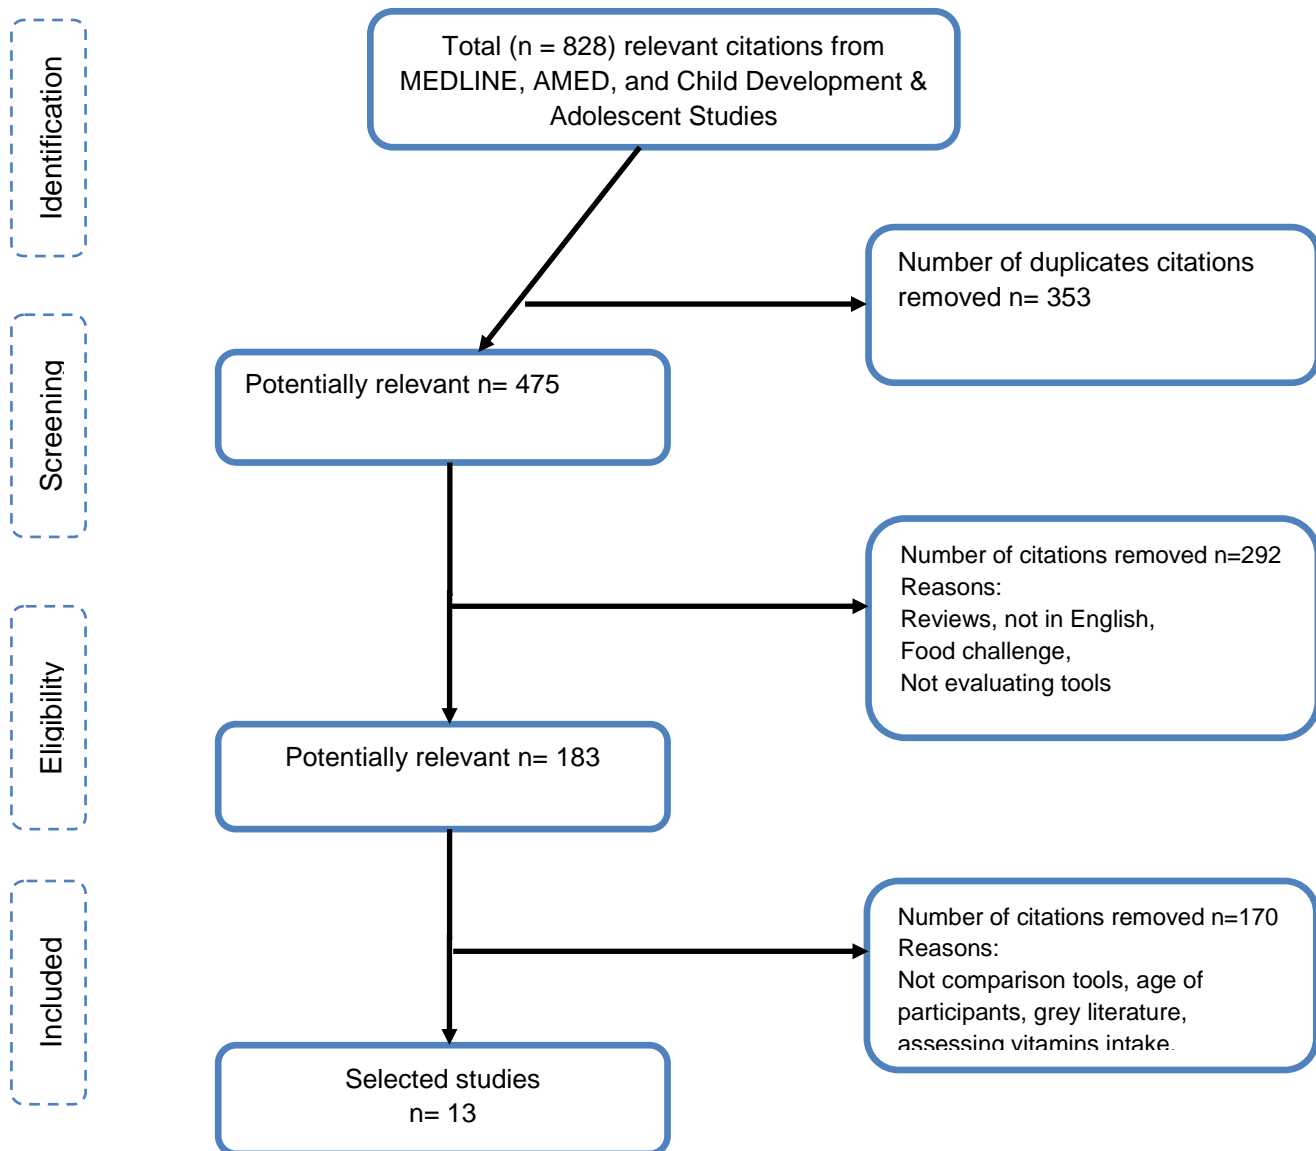 Identification
Total (n = 828) relevant citations from
MEDLINE, AMED, and Child Development &
Adolescent Studies
Number of duplicates citations
removed n= 353
Screening
Potentially relevant n= 475
Number of citations removed n=292
Reasons:
Reviews, not in English,
Food challenge,
Not evaluating tools
Eligibility
Potentially relevant n= 183
Included
Number of citations removed n=170
Reasons:
Not comparison tools, age of
participants, grey literature,
assessing vitamins intake.
Selected studies
n= 13